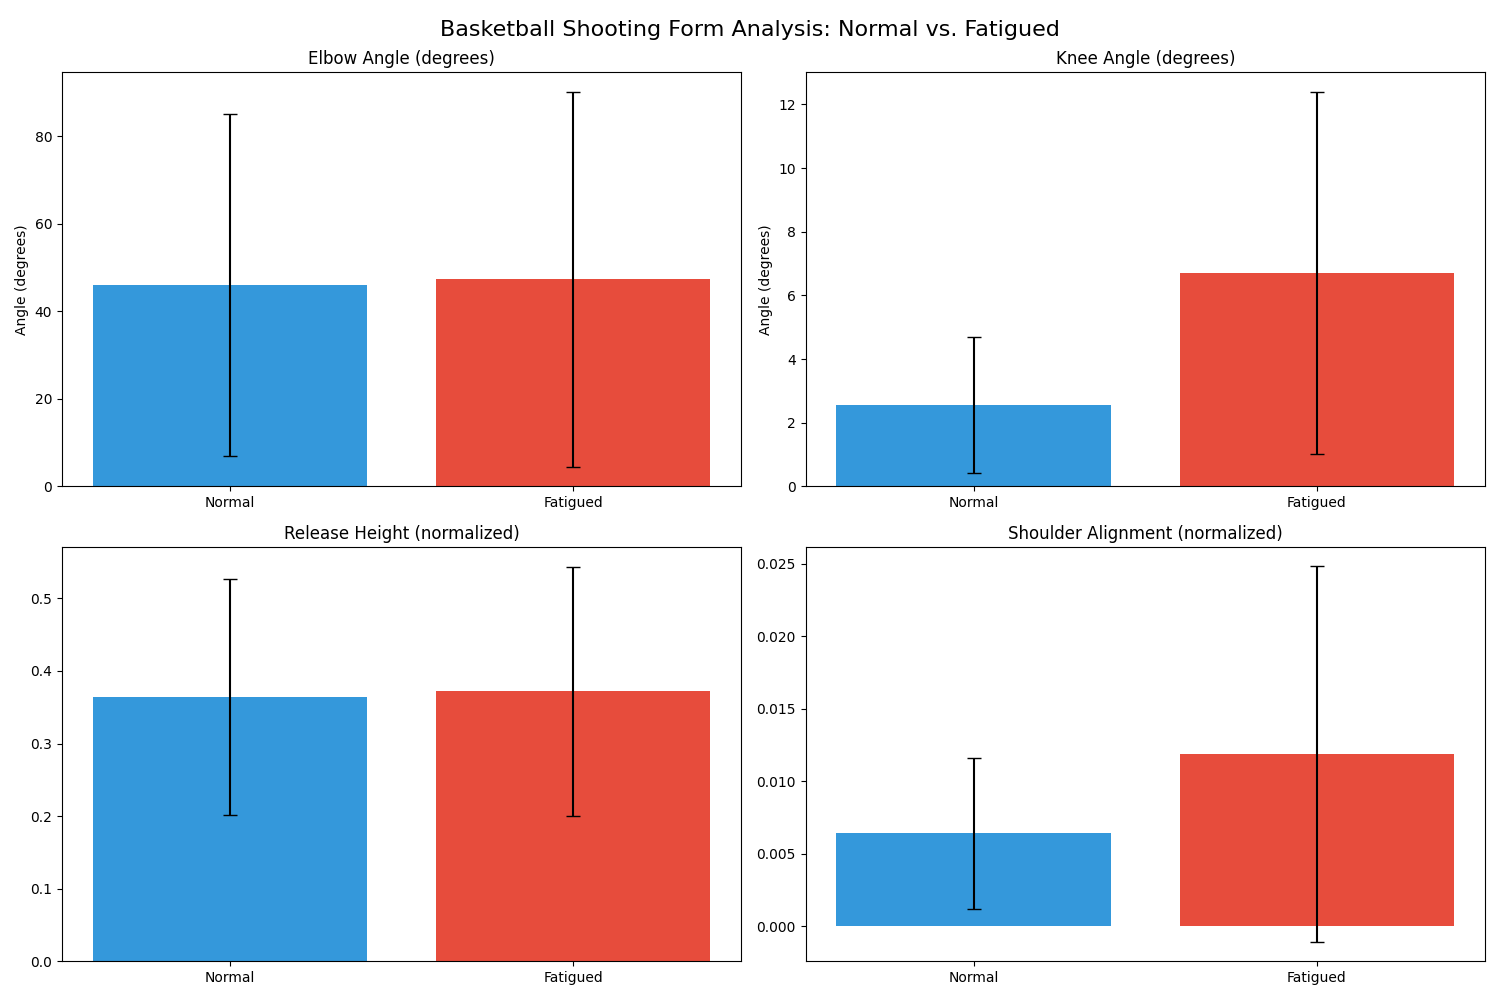 Basketball Shooting Form Analysis: Normal vs. Fatigued
Elbow Angle (degrees)
Angle (degrees)
80
60
40
20
0
Normal Fatigued
Knee Angle (degrees)
Angle (degrees)
12
10
8
6
4
2
0
Normal Fatigued
Release Height (normalized)
0.5
0.4
0.3
0.2
0.1
0.0
Normal Fatigued
Shoulder Alignment (normalized)
0.025
0.020
0.015
0.010
0.005
0.000
Normal Fatigued